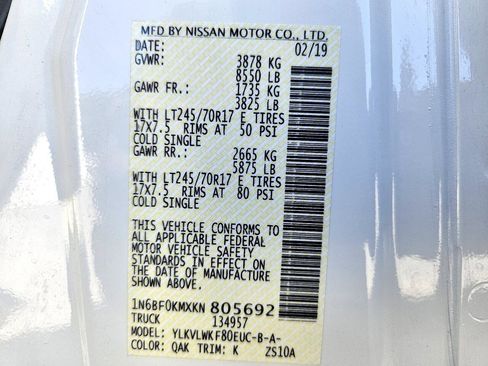 MFD BY NISSAN MOTOR CO., LTD.
DATE: 02/19
GVWR: 3878 KG
8550 LB
GAWR FR.: 1735 KG
3825 LB
WITH LT245/70R17 E TIRES
17X7.5 RIMS AT 50 PSI
COLD SINGLE
GAWR RR.: 2665 KG
5875 LB
WITH LT245/70R17 E TIRES
17X7.5 RIMS AT 80 PSI
COLD SINGLE
THIS VEHICLE CONFORMS TO
ALL APPLICABLE FEDERAL
MOTOR VEHICLE SAFETY
STANDARDS IN EFFECT ON
THE DATE OF MANUFACTURE
SHOWN ABOVE.
1N6BF0KMXKN 805692
TRUCK 134957
MODEL: YLKVLWKF80EUC-B-A-
COLOR: QAK TRIM: K ZS10A